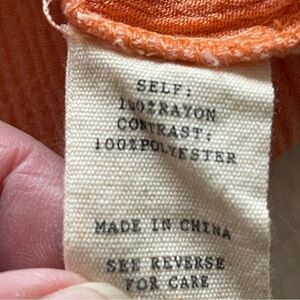 SELF:
100%RAYON
CONTRAST:
100%POLYESTER
MADE IN CHINA
SEE REVERSE
FOR CARE